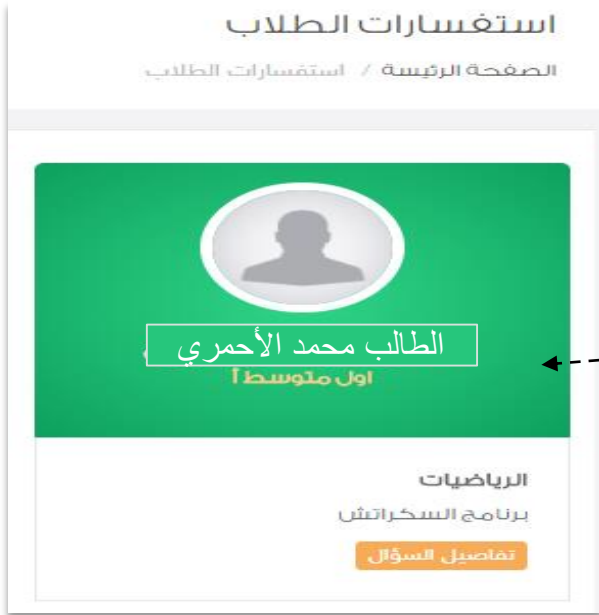 استفسارات الطلاب
الصفحة الرئيسة / استفسارات الطلاب
الطالب محمد الأحمري
اول متوسط أ
الرياضيات
برنامج السكراتش
تفاصيل السؤال